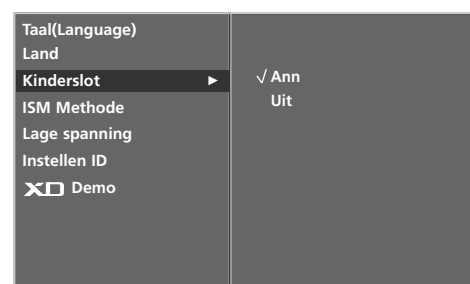 Taal(Language)
Land
Kinderslot ►
ISM Methode
Lage spanning
Instellen ID
XD Demo
√ Ann
Uit